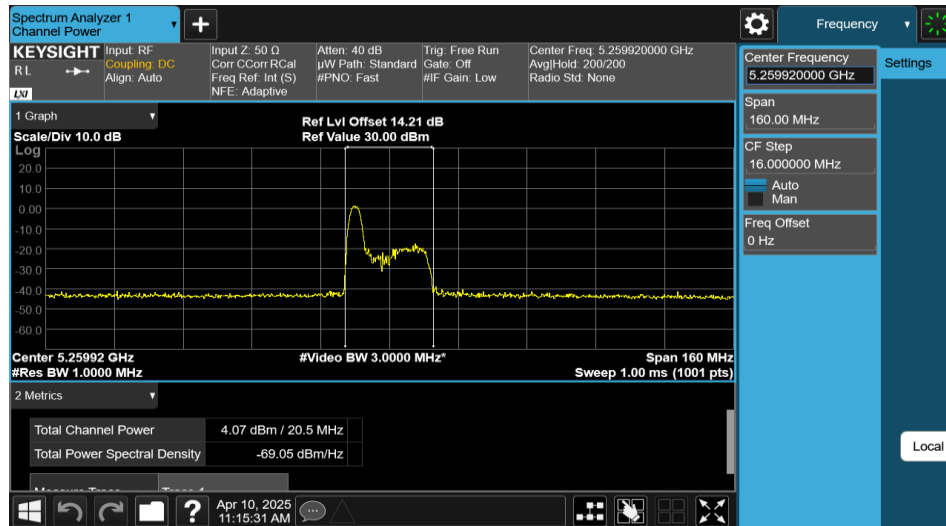 Spectrum Analyzer 1
Channel Power
Frequency
KEYSIGHT
R L
LXI
Input: RF
Coupling: DC
Align: Auto
Input Z: 50 Ω
Corr CCorr RCal
Freq Ref: Int (S)
NFE: Adaptive
Atten: 40 dB
µW Path: Standard
#PNO: Fast
Trig: Free Run
Gate: Off
#IF Gain: Low
Center Freq: 5.259920000 GHz
Avg|Hold: 200/200
Radio Std: None
Center Frequency
5.259920000 GHz
Settings
Span
160.00 MHz
CF Step
16.000000 MHz
Auto
Man
Freq Offset
0 Hz
Local
1 Graph
Scale/Div 10.0 dB
Ref Lvl Offset 14.21 dB
Ref Value 30.00 dBm
Log
20.0
10.0
0.00
-10.0
-20.0
-30.0
-40.0
-50.0
-60.0
Center 5.25992 GHz
#Video BW 3.0000 MHz*
Span 160 MHz
#Res BW 1.0000 MHz
Sweep 1.00 ms (1001 pts)
2 Metrics
Total Channel Power 4.07 dBm / 20.5 MHz
Total Power Spectral Density -69.05 dBm/Hz
?
Apr 10, 2025
11:15:31 AM